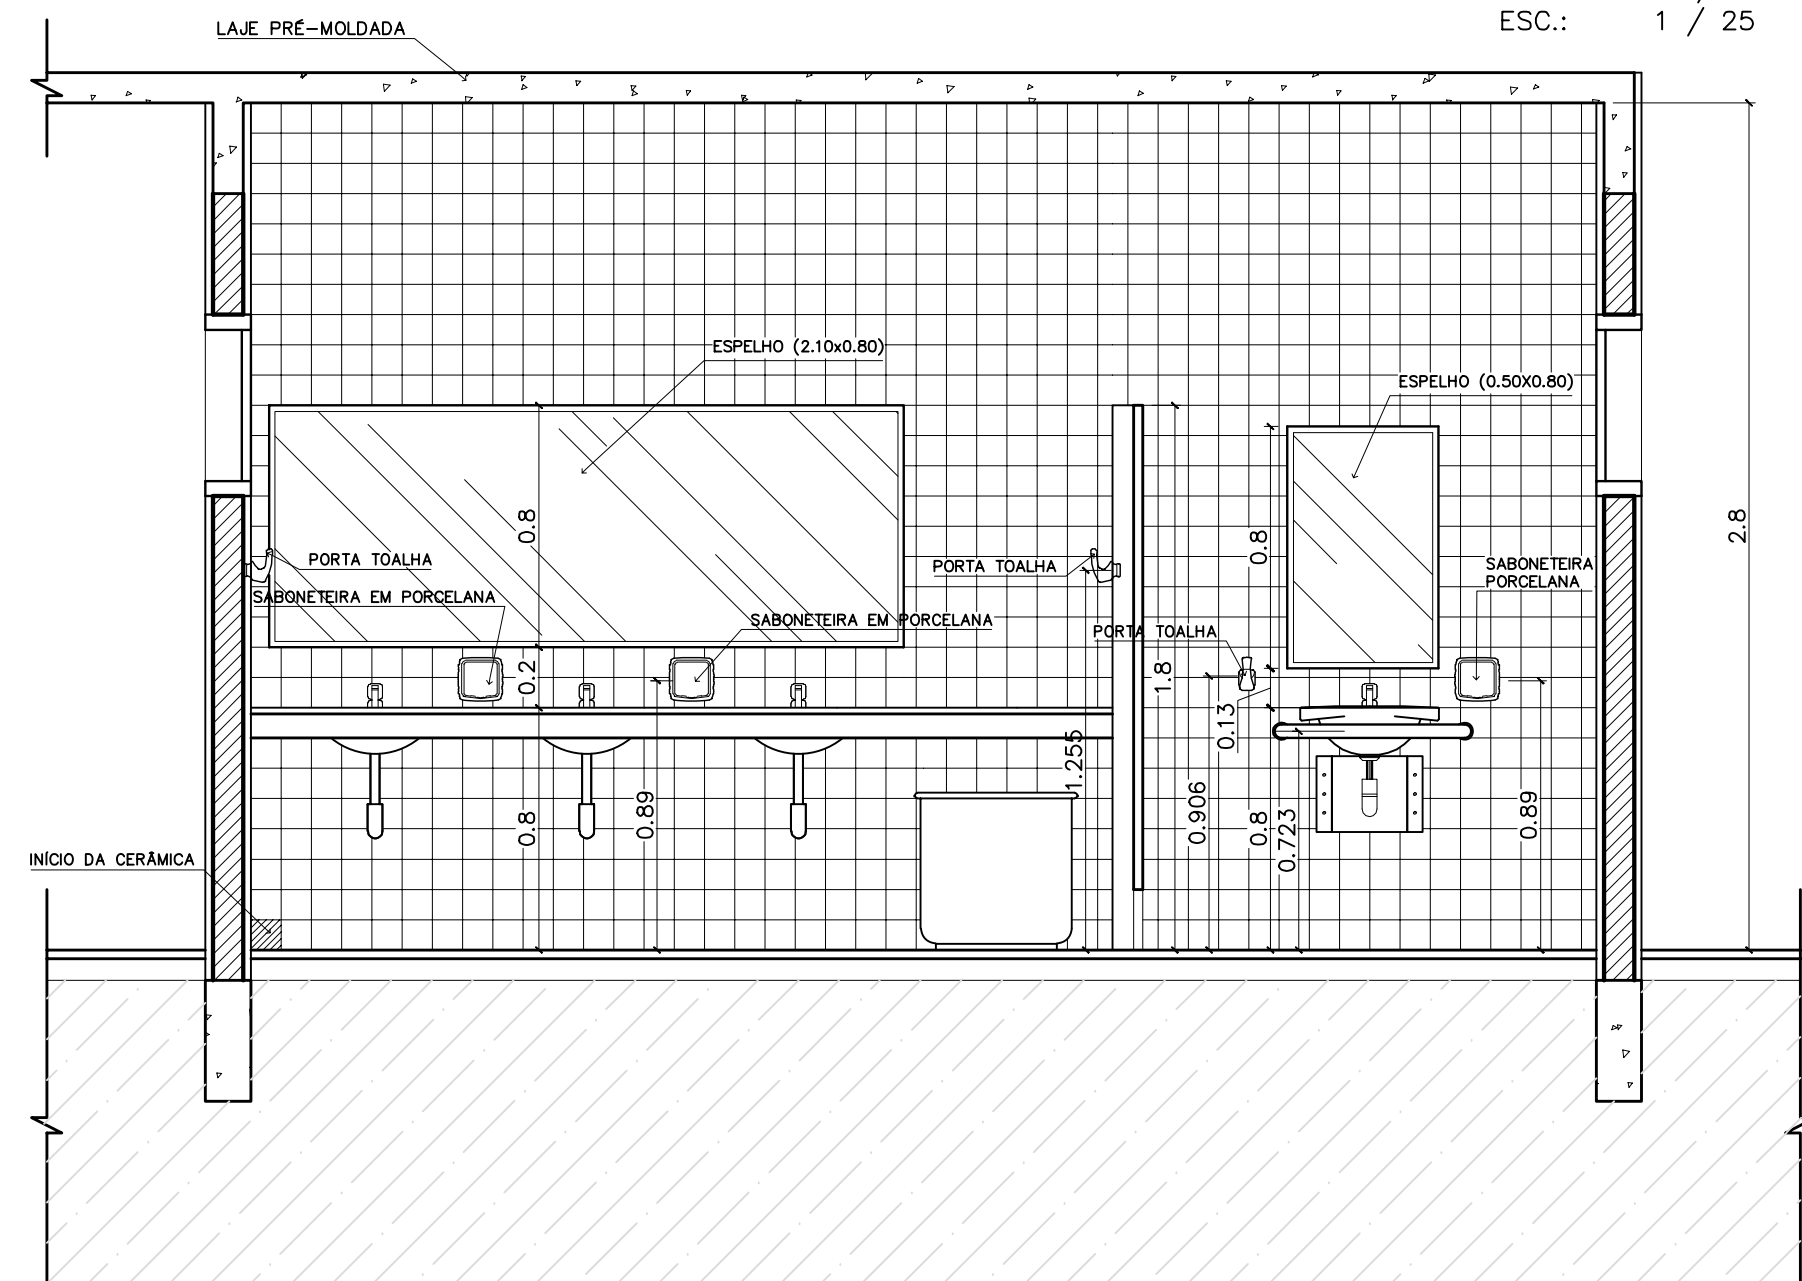 ESC.: 1 / 25
LAJE PRÉ-MOLDADA
ESPELHO (2.10x0.80)
ESPELHO (0.50X0.80)
2.8
0.8
0.8
PORTA TOALHA
PORTA TOALHA
SABONETEIRA
PORCELANA
SABONETEIRA EM PORCELANA
SABONETEIRA EM PORCELANA
PORTA TOALHA
0.2
1.8
0.13
1.255
0.89
0.8
0.906
0.8
0.723
0.89
INÍCIO DA CERÂMICA